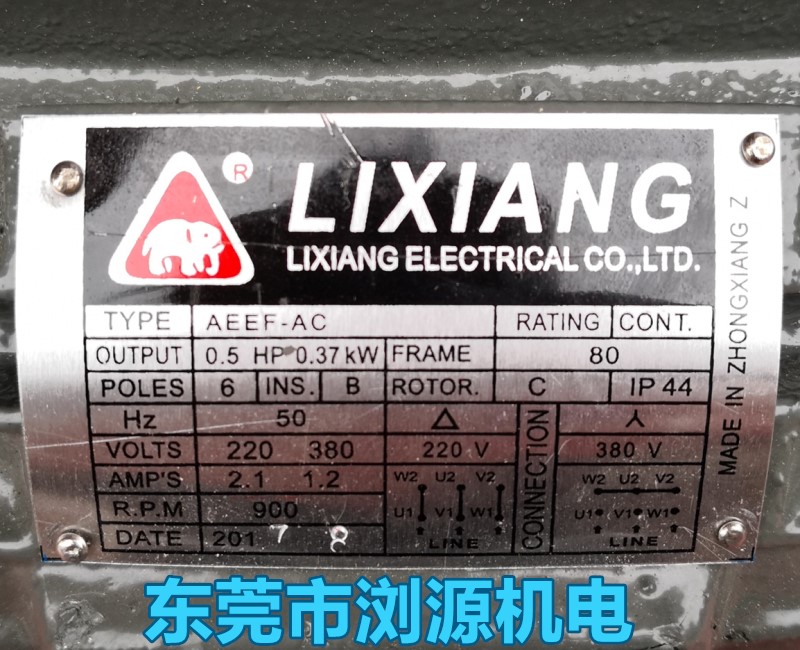 R
LIXIANG
LIXIANG ELECTRICAL CO.,LTD.
TYPE AEEF-AC RATING CONT.
OUTPUT 0.5 HP 0.37kW FRAME 80
POLES 6 INS. B ROTOR. C IP 44
Hz 50 △ 人
VOLTS 220 380 220 V CONNECTION 380 V
AMP'S 2.1 1.2 W2 U2 V2 W2 U2 V2
R.P.M 900 U1 V1 W1 U1 V1 W1
DATE 201 7 8 LINE LINE
MADE IN ZHONGXIANG Z
东莞市浏源机电